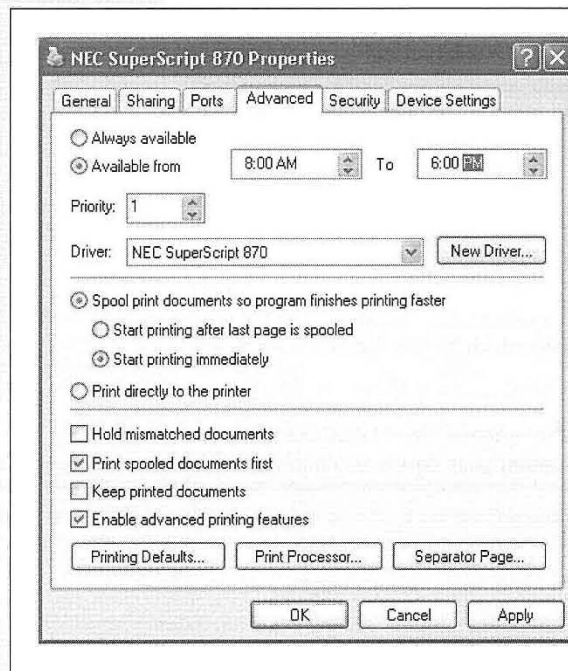 NEC SuperScript 870 Properties
General Sharing Ports Advanced Security Device Settings
Always available
Available from 8:00 AM To 6:00 PM
Priority: 1
Driver: NEC SuperScript 870 New Driver...
Spool print documents so program finishes printing faster
Start printing after last page is spooled
Start printing immediately
Print directly to the printer
Hold mismatched documents
Print spooled documents first
Keep printed documents
Enable advanced printing features
Printing Defaults... Print Processor... Separator Page...
OK Cancel Apply